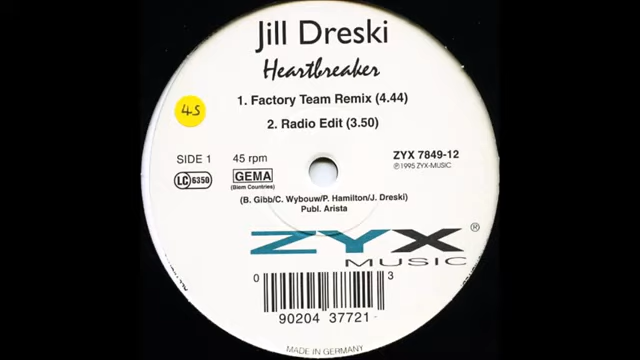 Jill Dreski
Heartbreaker
1. Factory Team Remix (4.44)
2. Radio Edit (3.50)
45
SIDE 1
45 rpm
ZYX 7849-12
℗1995 ZYX-MUSIC
LC 6350
GEMA
(Biem Countries)
(B. Gibb/C. Wybouw/P. Hamilton/J. Dreski)
Publ. Arista
ZYX®
MUSIC
0 90204 37721 3
MADE IN GERMANY